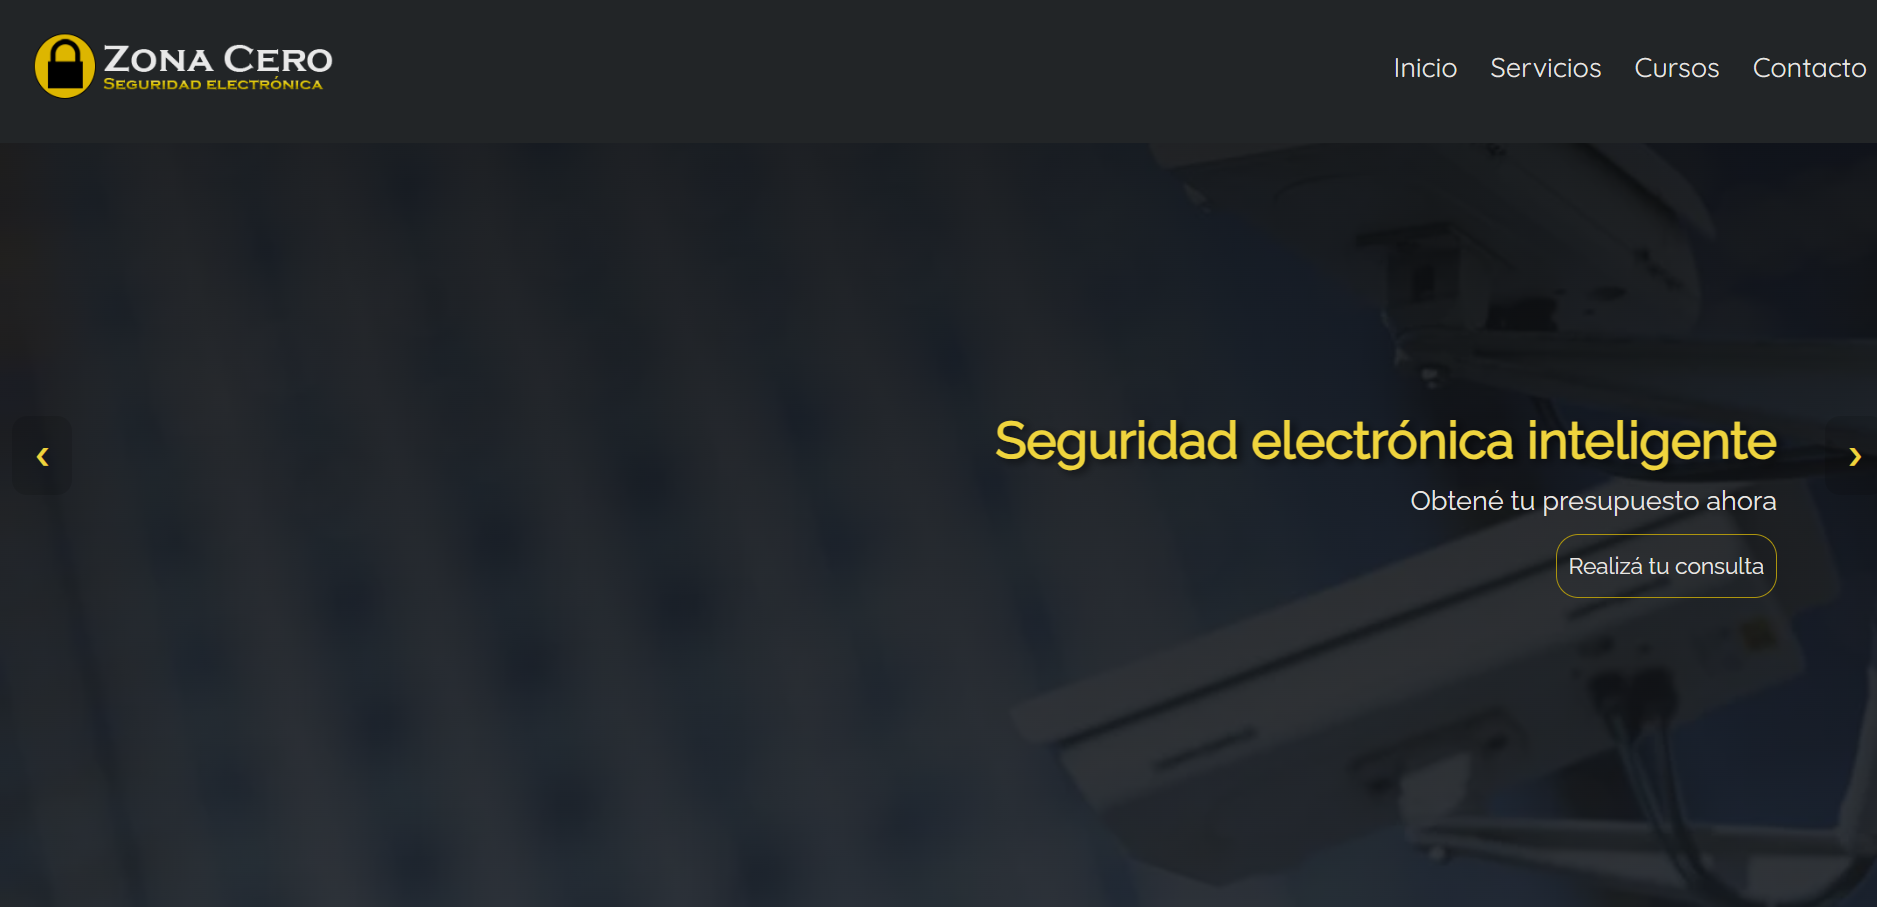 ZONA CERO
SEGURIDAD ELECTRÓNICA
Inicio Servicios Cursos Contacto
Seguridad electrónica inteligente
‹ ›
Obtené tu presupuesto ahora
Realizá tu consulta